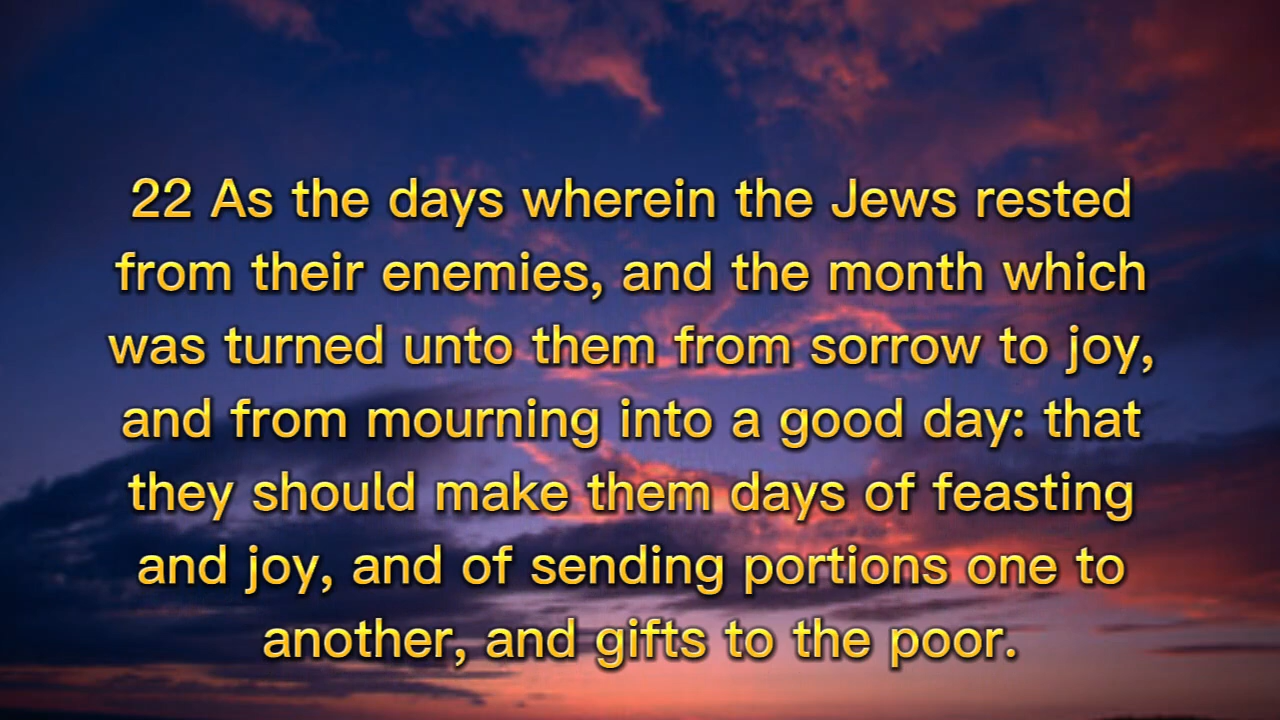 22 As the days wherein the Jews rested
from their enemies, and the month which
was turned unto them from sorrow to joy,
and from mourning into a good day: that
they should make them days of feasting
and joy, and of sending portions one to
another, and gifts to the poor.